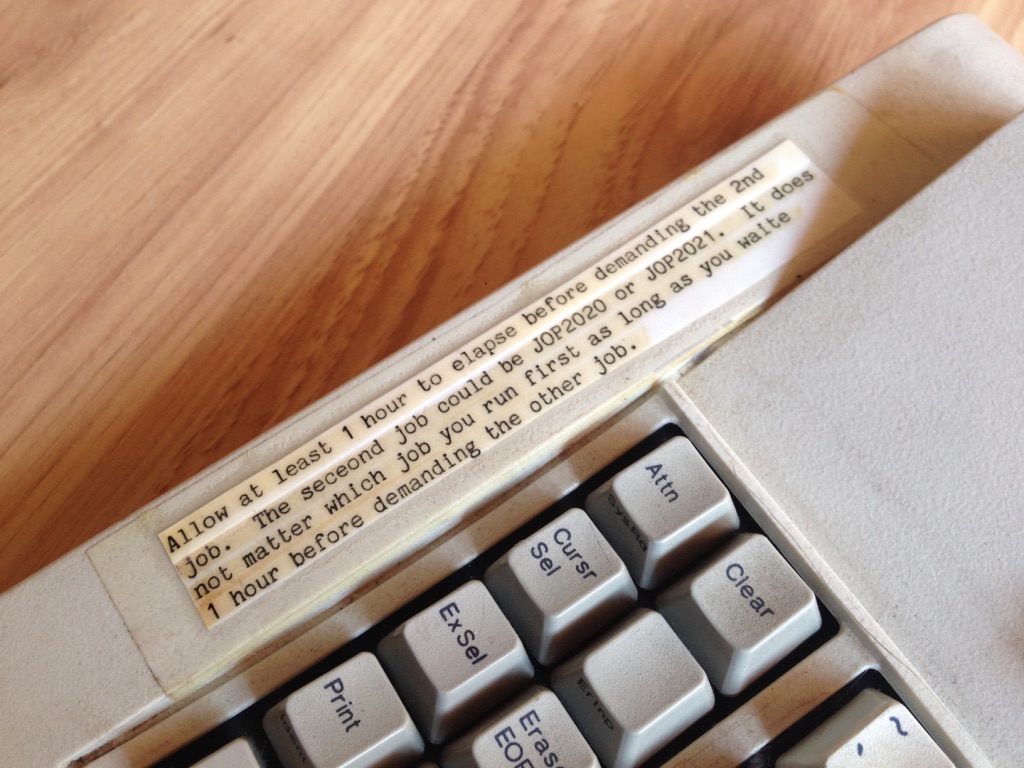 Allow at least 1 hour to elapse before demanding the 2nd
job.  The seceond job could be JOP2020 or JOP2021.  It does
not matter which job you run first as long as you waite
1 hour before demanding the other job.
Attn
SysRq
Cursr
Sel
Clear
ExSel
ErInp
Print
Erase
EOF
~